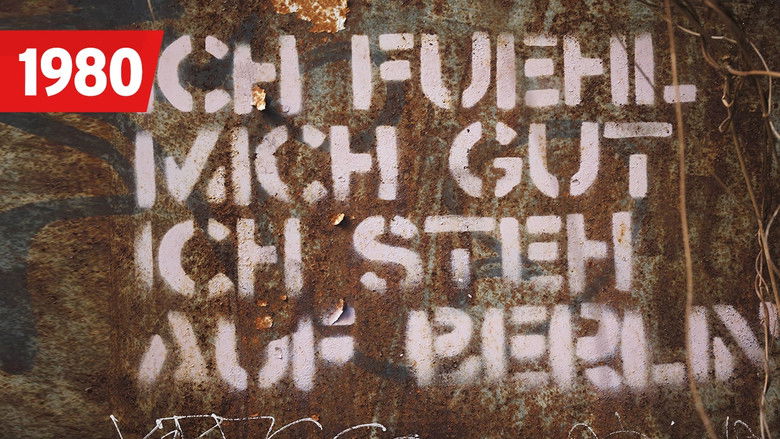 1980
ICH FUEHL
MICH GUT
ICH STEH
AUF BERLIN